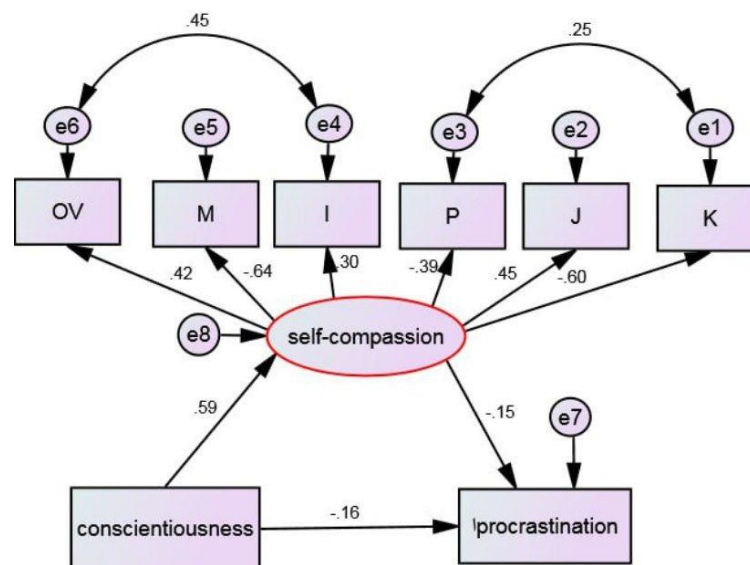 .45
.25
e6
e5
e4
e3
e2
e1
OV
M
I
P
J
K
.42
-.64
.30
-.39
.45
-.60
e8
self-compassion
.59
-.15
e7
conscientiousness
-.16
procrastination